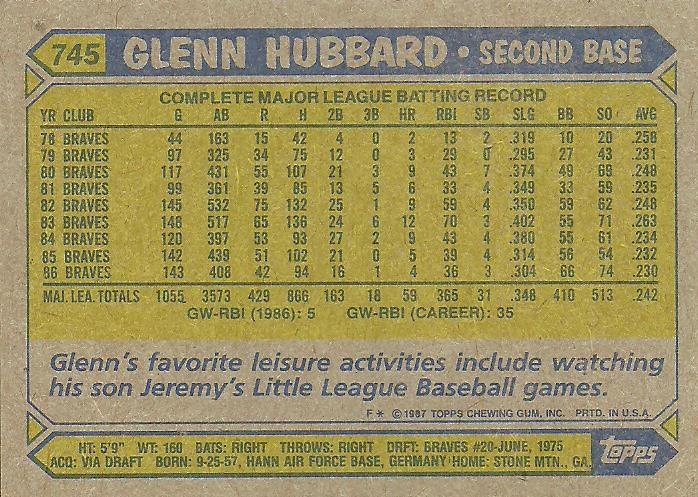 745 GLENN HUBBARD • SECOND BASE
COMPLETE MAJOR LEAGUE BATTING RECORD
YR CLUB G AB R H 2B 3B HR RBI SB SLG BB SO AVG
78 BRAVES 44 163 15 42 4 0 2 13 2 .319 10 20 .258
79 BRAVES 97 325 34 75 12 0 3 29 0 .295 27 43 .231
80 BRAVES 117 431 55 107 21 3 9 43 7 .374 49 69 .248
81 BRAVES 99 361 39 85 13 5 6 33 4 .349 33 59 .235
82 BRAVES 145 532 75 132 25 1 9 59 4 .350 59 62 .248
83 BRAVES 148 517 65 136 24 6 12 70 3 .402 55 71 .263
84 BRAVES 120 397 53 93 27 2 9 43 4 .380 55 61 .234
85 BRAVES 142 439 51 102 21 0 5 39 4 .314 56 54 .232
86 BRAVES 143 408 42 94 16 1 4 36 3 .304 66 74 .230
MAJ. LEA. TOTALS 1055 3573 429 866 163 18 59 365 31 .348 410 513 .242
GW-RBI (1986): 5 GW-RBI (CAREER): 35
Glenn's favorite leisure activities include watching
his son Jeremy's Little League Baseball games.
F * © 1987 TOPPS CHEWING GUM, INC. PRTD. IN U.S.A.
HT: 5'9" WT: 160 BATS: RIGHT THROWS: RIGHT DRFT: BRAVES #20-JUNE, 1975
ACQ: VIA DRAFT BORN: 9-25-57, HANN AIR FORCE BASE, GERMANY HOME: STONE MTN., GA.
Topps